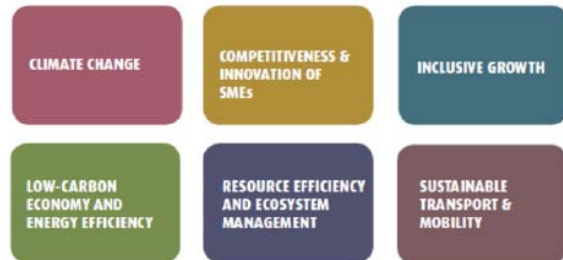 CLIMATE CHANGE
COMPETITIVENESS &
INNOVATION OF
SMEs
INCLUSIVE GROWTH
LOW-CARBON
ECONOMY AND
ENERGY EFFICIENCY
RESOURCE EFFICIENCY
AND ECOSYSTEM
MANAGEMENT
SUSTAINABLE
TRANSPORT &
MOBILITY